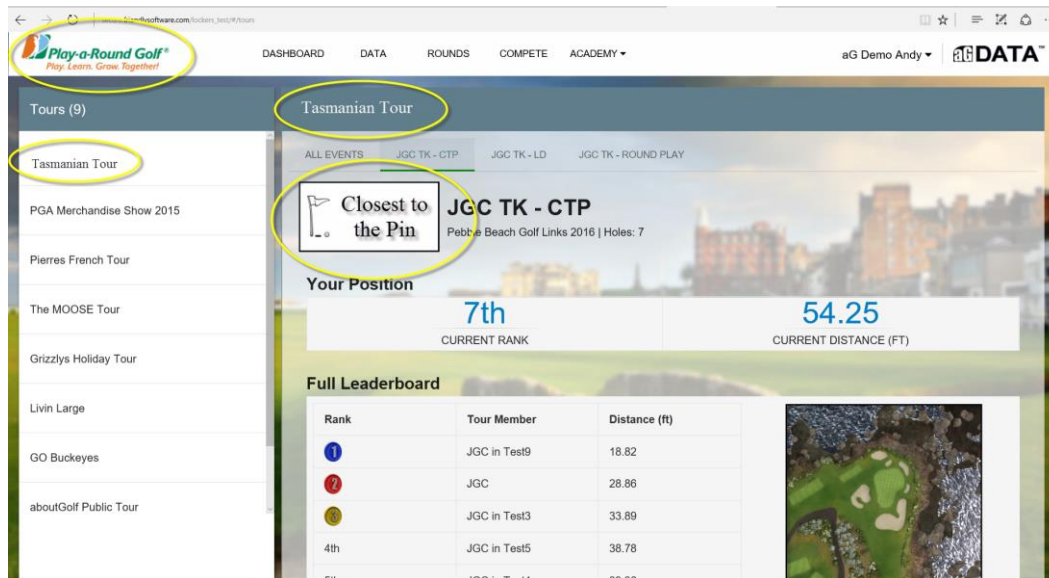 software.com/lockers_test/#/tours
Play-a-Round Golf®
Play. Learn. Grow. Together!
DASHBOARD DATA ROUNDS COMPETE ACADEMY
aG Demo Andy
aGDATA™
Tours (9)
Tasmanian Tour
PGA Merchandise Show 2015
Pierres French Tour
The MOOSE Tour
Grizzlys Holiday Tour
Livin Large
GO Buckeyes
aboutGolf Public Tour
Tasmanian Tour
ALL EVENTS JGC TK - CTP JGC TK - LD JGC TK - ROUND PLAY
Closest to
the Pin
JGC TK - CTP
Pebble Beach Golf Links 2016 | Holes: 7
Your Position
7th 54.25
CURRENT RANK CURRENT DISTANCE (FT)
Full Leaderboard
Rank Tour Member Distance (ft)
1 JGC in Test9 18.82
2 JGC 28.86
3 JGC in Test3 33.89
4th JGC in Test5 38.78